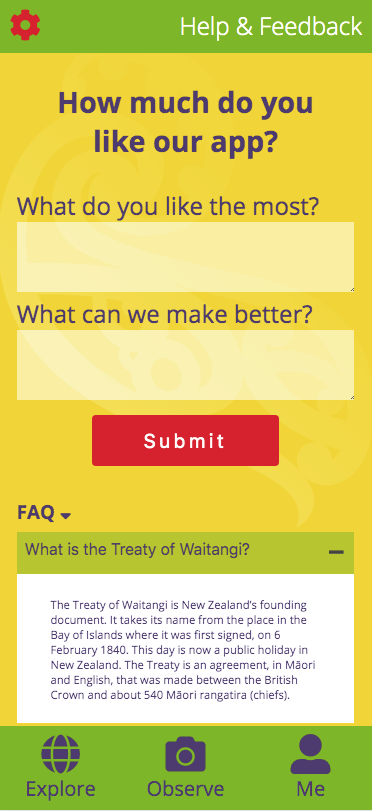 Help & Feedback
How much do you
like our app?
What do you like the most?
What can we make better?
Submit
FAQ
What is the Treaty of Waitangi?
The Treaty of Waitangi is New Zealand's founding
document. It takes its name from the place in the
Bay of Islands where it was first signed, on 6
February 1840. This day is now a public holiday in
New Zealand. The Treaty is an agreement, in Māori
and English, that was made between the British
Crown and about 540 Māori rangatira (chiefs).
Explore
Observe
Me